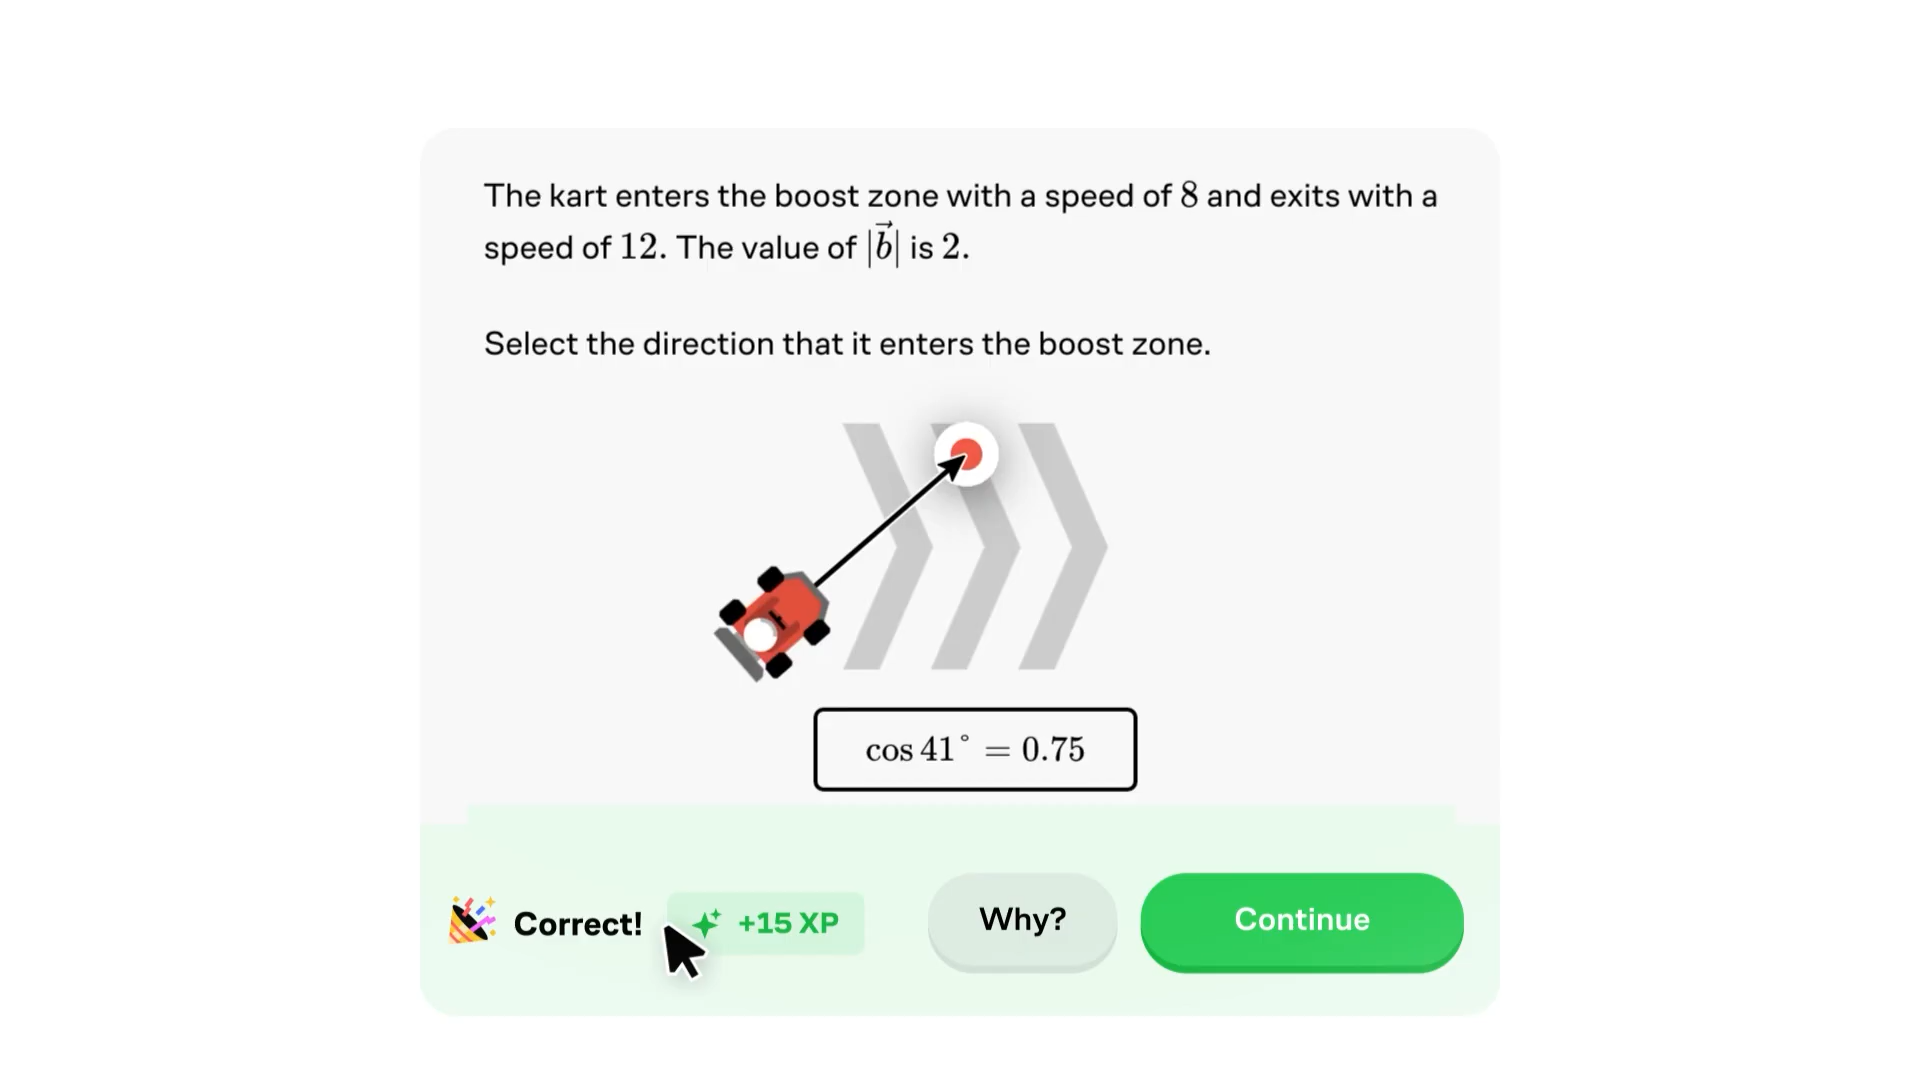 The kart enters the boost zone with a speed of 8 and exits with a
speed of 12. The value of |b⃗| is 2.
Select the direction that it enters the boost zone.
cos 41° = 0.75
Correct!
+15 XP
Why?
Continue